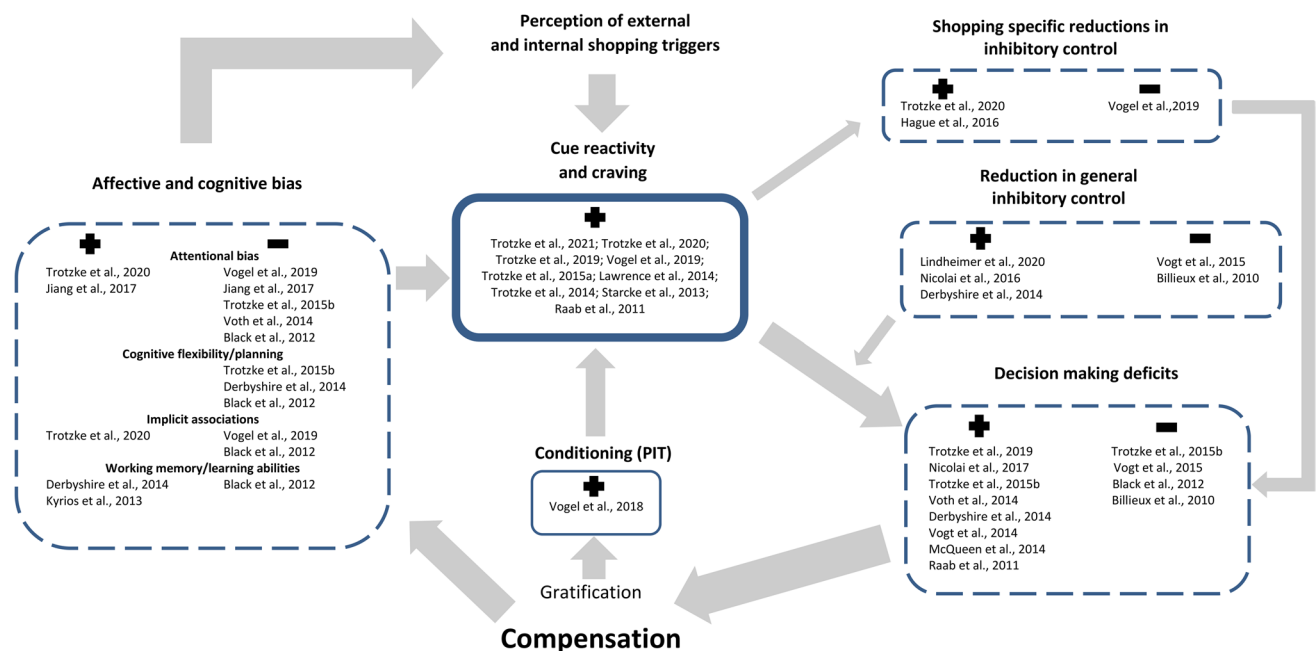 Perception of external
and internal shopping triggers
Cue reactivity
and craving
Trotzke et al., 2021; Trotzke et al., 2020;
Trotzke et al., 2019; Vogel et al., 2019;
Trotzke et al., 2015a; Lawrence et al., 2014;
Trotzke et al., 2014; Starcke et al., 2013;
Raab et al., 2011
Shopping specific reductions in
inhibitory control
Trotzke et al., 2020
Hague et al., 2016
Vogel et al.,2019
Reduction in general
inhibitory control
Lindheimer et al., 2020
Nicolai et al., 2016
Derbyshire et al., 2014
Vogt et al., 2015
Billieux et al., 2010
Decision making deficits
Trotzke et al., 2019
Nicolai et al., 2017
Trotzke et al., 2015b
Voth et al., 2014
Derbyshire et al., 2014
Vogt et al., 2014
McQueen et al., 2014
Raab et al., 2011
Trotzke et al., 2015b
Vogt et al., 2015
Black et al., 2012
Billieux et al., 2010
Affective and cognitive bias
Attentional bias
Trotzke et al., 2020
Jiang et al., 2017
Vogel et al., 2019
Jiang et al., 2017
Trotzke et al., 2015b
Voth et al., 2014
Black et al., 2012
Cognitive flexibility/planning
Trotzke et al., 2015b
Derbyshire et al., 2014
Black et al., 2012
Implicit associations
Trotzke et al., 2020
Vogel et al., 2019
Black et al., 2012
Working memory/learning abilities
Derbyshire et al., 2014
Kyrios et al., 2013
Black et al., 2012
Conditioning (PIT)
Vogel et al., 2018
Gratification
Compensation